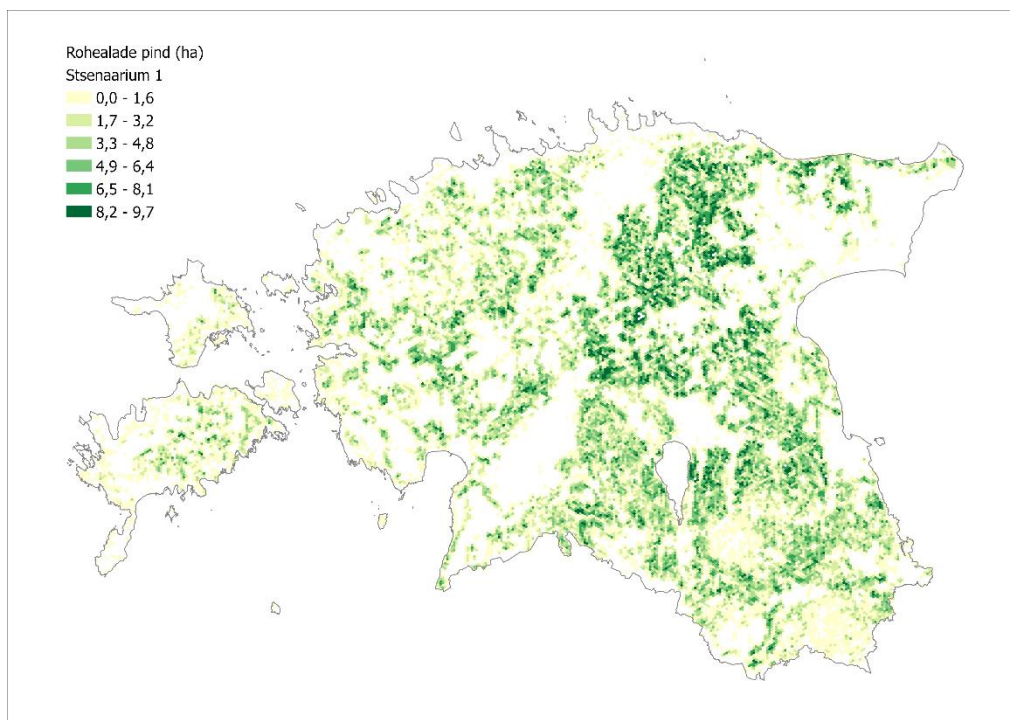 Rohealade pind (ha)
Stsenaarium 1
0,0 - 1,6
1,7 - 3,2
3,3 - 4,8
4,9 - 6,4
6,5 - 8,1
8,2 - 9,7